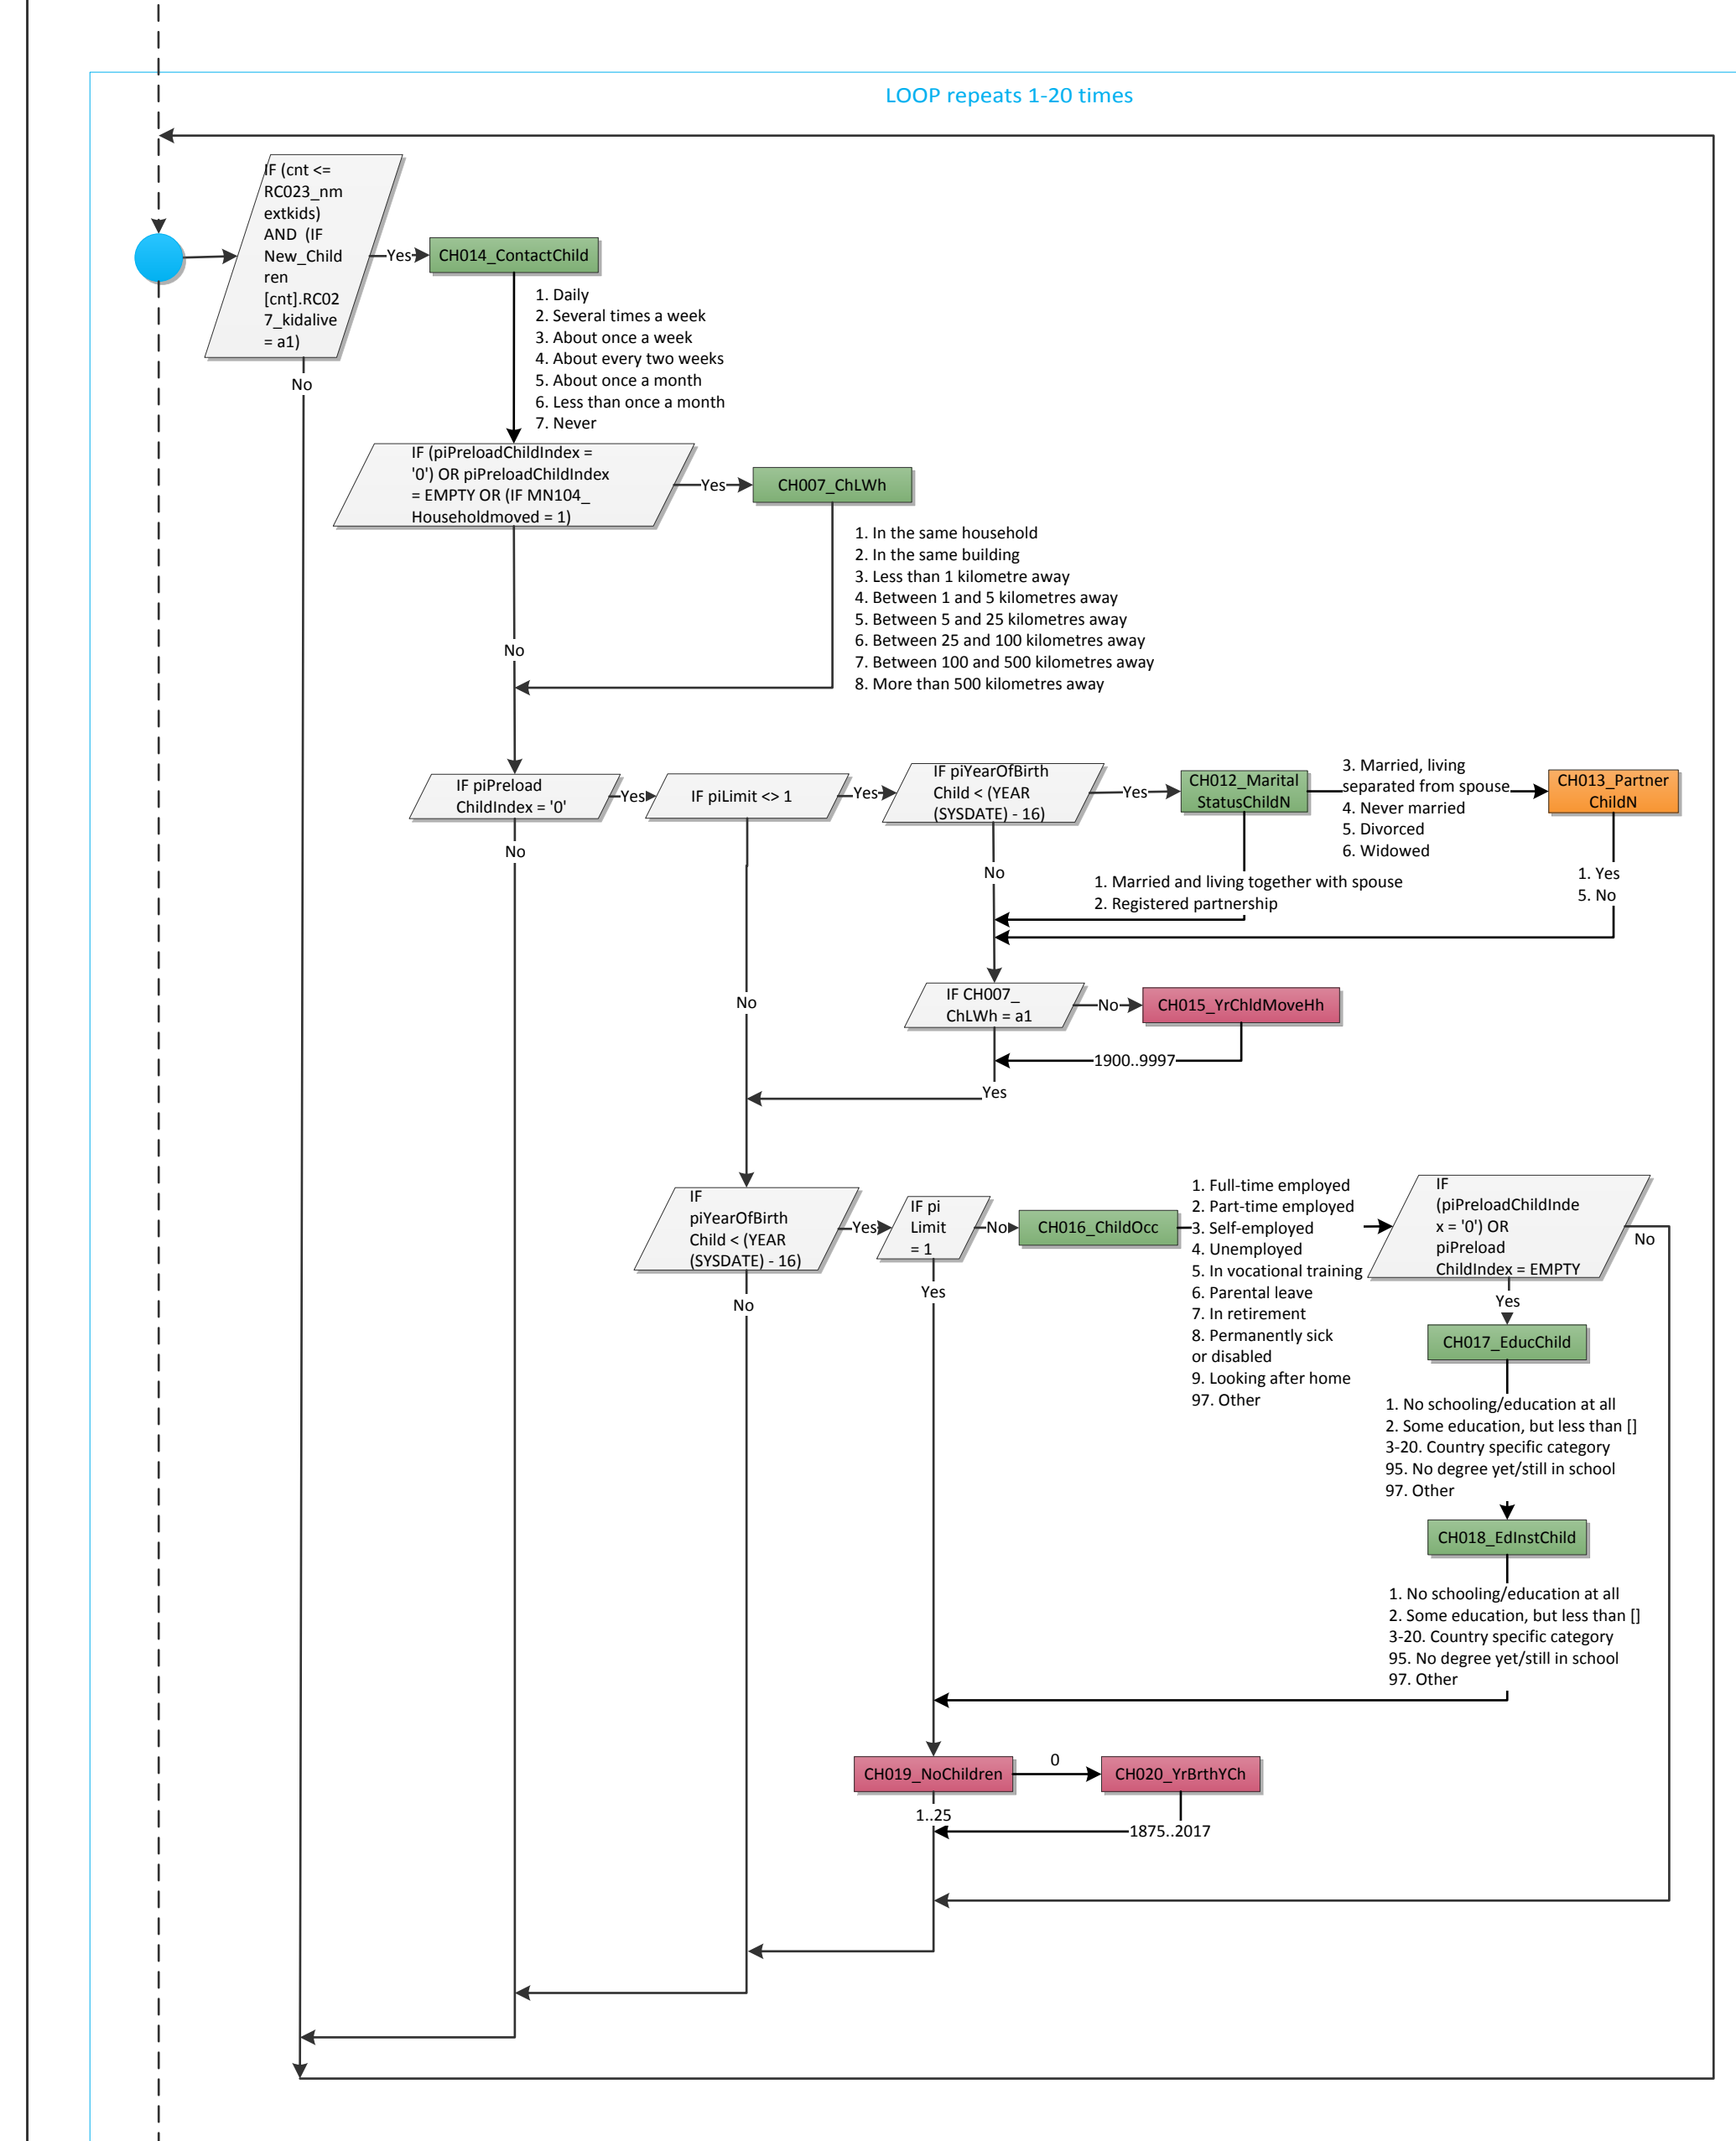 LOOP repeats 1-20 times
IF (cnt <=
RC023_nm
extkids)
AND (IF
New_Child
ren
[cnt].RC02
7_kidalive
= a1)
Yes
No
CH014_ContactChild
1. Daily
2. Several times a week
3. About once a week
4. About every two weeks
5. About once a month
6. Less than once a month
7. Never
IF (piPreloadChildIndex =
'0') OR piPreloadChildIndex
= EMPTY OR (IF MN104_
Householdmoved = 1)
Yes
No
CH007_ChLWh
1. In the same household
2. In the same building
3. Less than 1 kilometre away
4. Between 1 and 5 kilometres away
5. Between 5 and 25 kilometres away
6. Between 25 and 100 kilometres away
7. Between 100 and 500 kilometres away
8. More than 500 kilometres away
IF piPreload
ChildIndex = '0'
Yes
No
IF piLimit <> 1
Yes
No
IF piYearOfBirth
Child < (YEAR
(SYSDATE) - 16)
Yes
No
CH012_Marital
StatusChildN
3. Married, living
separated from spouse
4. Never married
5. Divorced
6. Widowed
CH013_Partner
ChildN
1. Yes
5. No
1. Married and living together with spouse
2. Registered partnership
IF CH007_
ChLWh = a1
No
CH015_YrChldMoveHh
1900..9997
Yes
IF
piYearOfBirth
Child < (YEAR
(SYSDATE) - 16)
Yes
No
IF pi
Limit
= 1
No
Yes
CH016_ChildOcc
1. Full-time employed
2. Part-time employed
3. Self-employed
4. Unemployed
5. In vocational training
6. Parental leave
7. In retirement
8. Permanently sick
or disabled
9. Looking after home
97. Other
IF
(piPreloadChildInde
x = '0') OR
piPreload
ChildIndex = EMPTY
No
Yes
CH017_EducChild
1. No schooling/education at all
2. Some education, but less than []
3-20. Country specific category
95. No degree yet/still in school
97. Other
CH018_EdInstChild
1. No schooling/education at all
2. Some education, but less than []
3-20. Country specific category
95. No degree yet/still in school
97. Other
CH019_NoChildren
0
CH020_YrBrthYCh
1..25
1875..2017